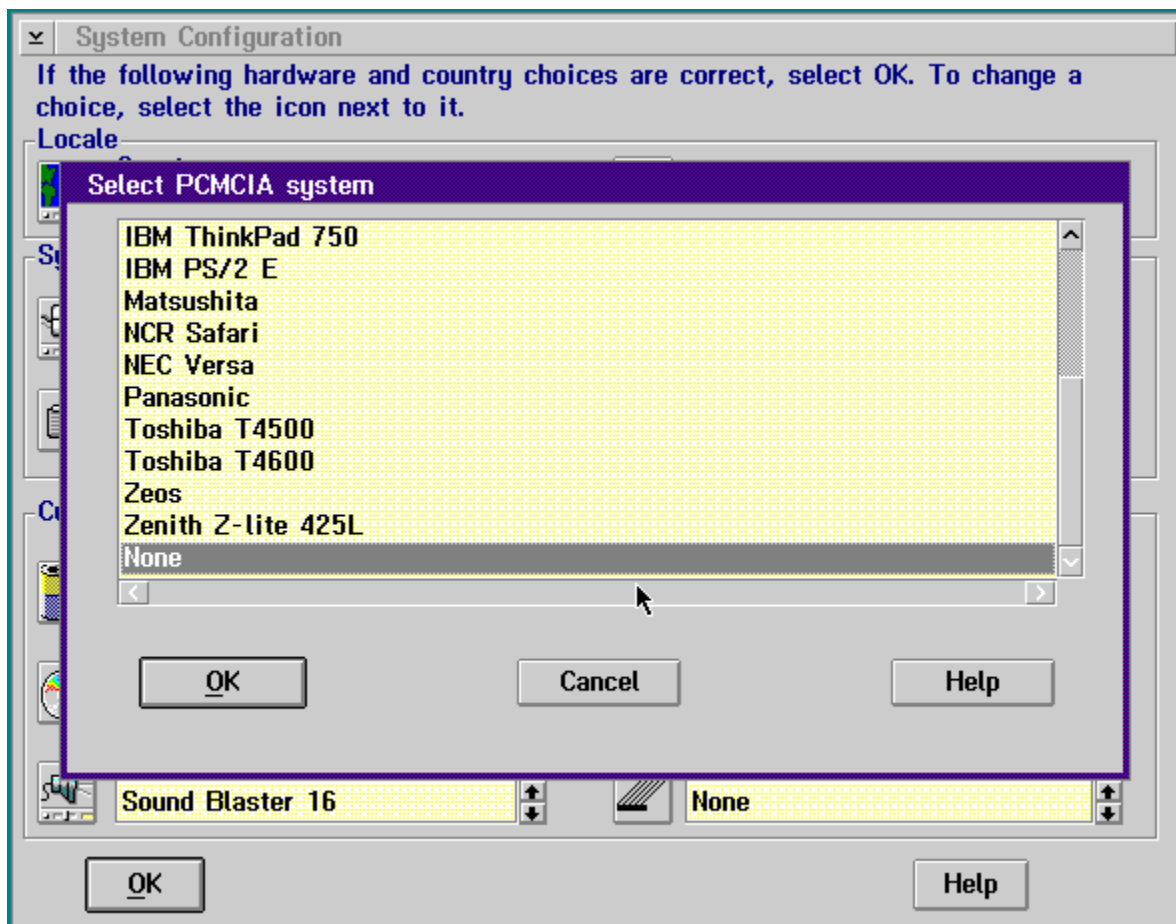 System Configuration
If the following hardware and country choices are correct, select OK. To change a
choice, select the icon next to it.
Locale
Select PCMCIA system
IBM ThinkPad 750
IBM PS/2 E
Matsushita
NCR Safari
NEC Versa
Panasonic
Toshiba T4500
Toshiba T4600
Zeos
Zenith Z-lite 425L
None
OK Cancel Help
Sound Blaster 16 None
OK Help